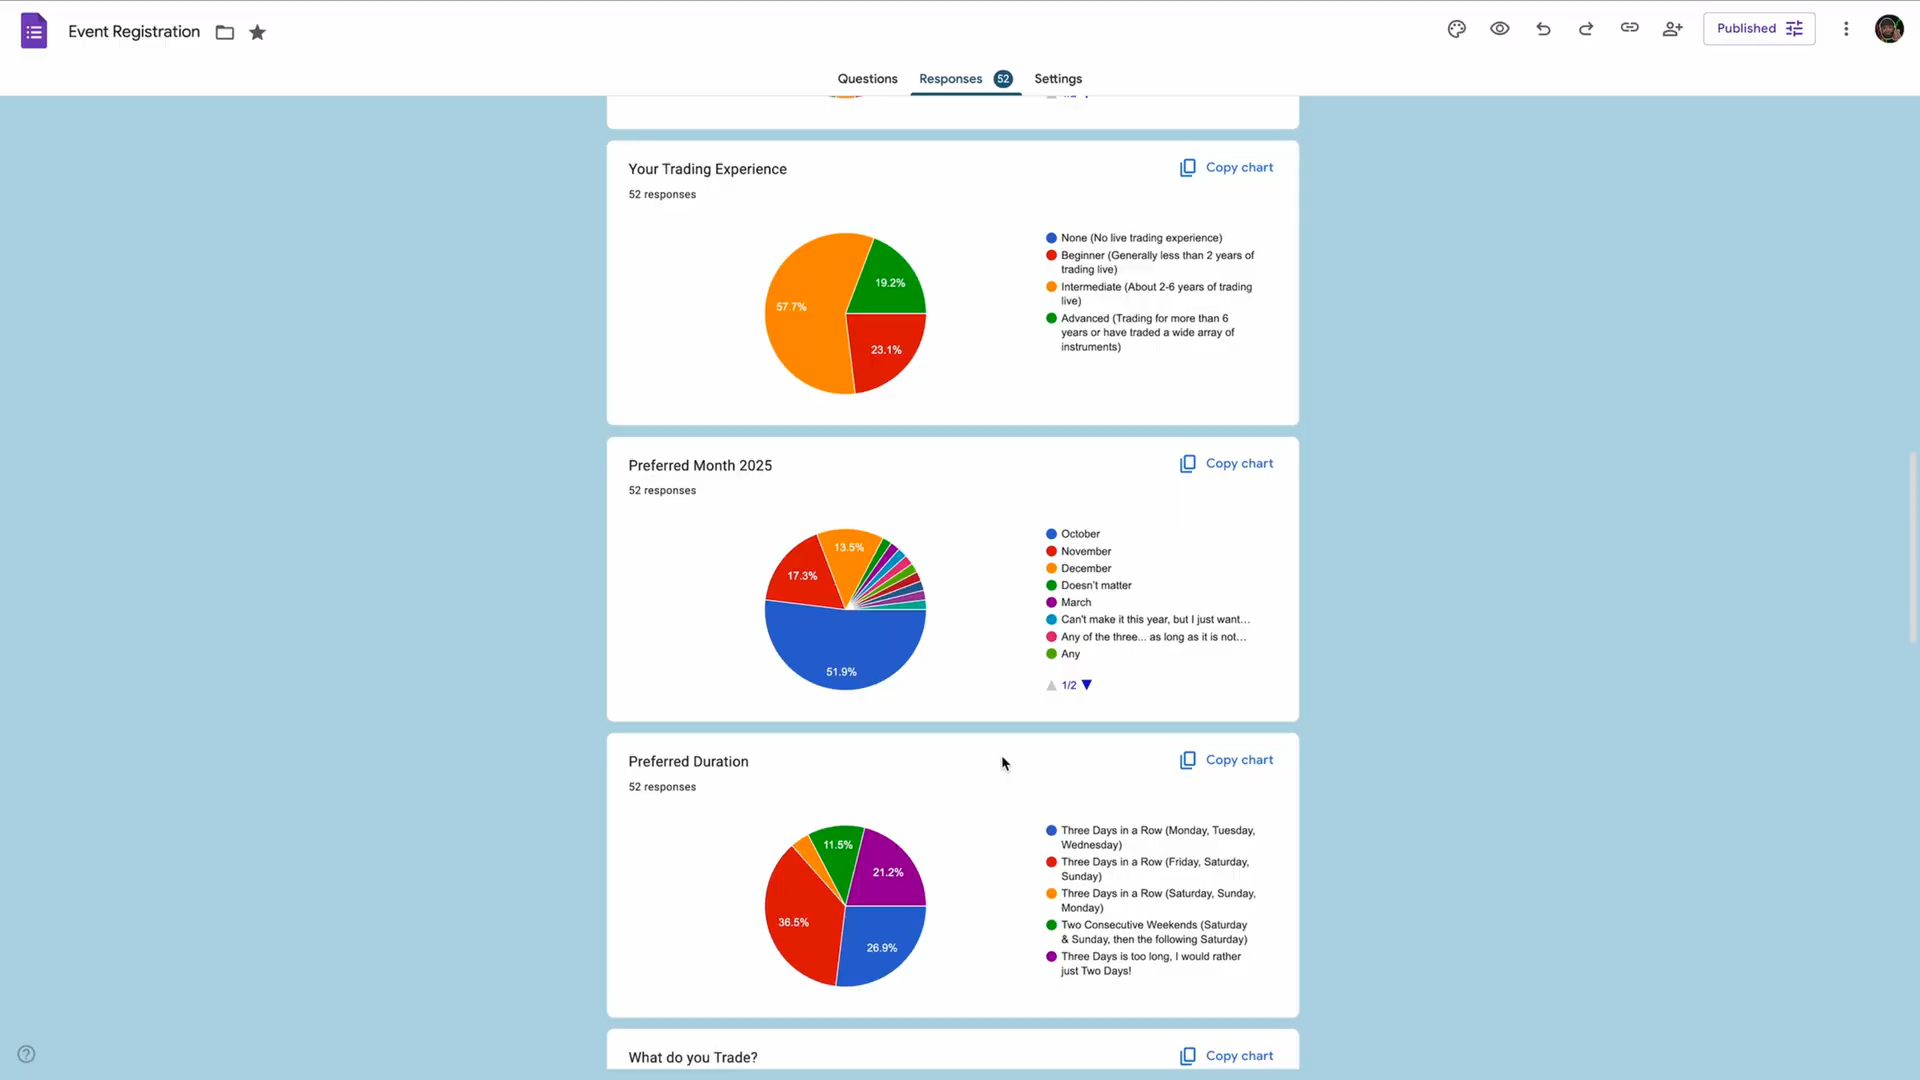 Event Registration
Published
Questions
Responses 52
Settings
Your Trading Experience
Copy chart
52 responses
57.7%
19.2%
23.1%
None (No live trading experience)
Beginner (Generally less than 2 years of
trading live)
Intermediate (About 2-6 years of trading
live)
Advanced (Trading for more than 6
years or have traded a wide array of
instruments)
Preferred Month 2025
Copy chart
52 responses
13.5%
17.3%
51.9%
October
November
December
Doesn't matter
March
Can't make it this year, but I just want...
Any of the three... as long as it is not...
Any
1/2
Preferred Duration
Copy chart
52 responses
11.5%
21.2%
36.5%
26.9%
Three Days in a Row (Monday, Tuesday,
Wednesday)
Three Days in a Row (Friday, Saturday,
Sunday)
Three Days in a Row (Saturday, Sunday,
Monday)
Two Consecutive Weekends (Saturday
& Sunday, then the following Saturday)
Three Days is too long, I would rather
just Two Days!
What do you Trade?
Copy chart